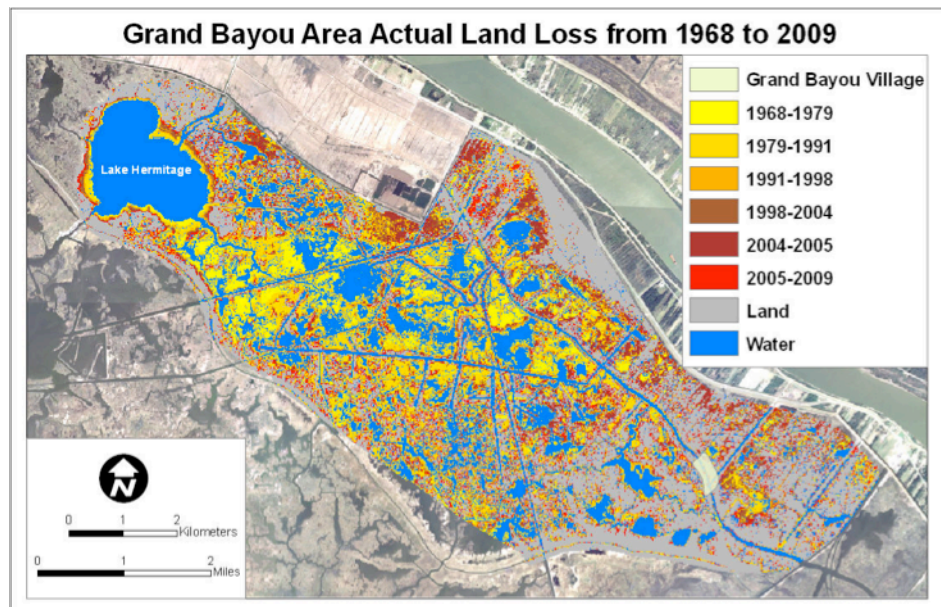 Grand Bayou Area Actual Land Loss from 1968 to 2009
Grand Bayou Village
1968-1979
1979-1991
1991-1998
1998-2004
2004-2005
2005-2009
Land
Water
Lake Hermitage
N
0 1 2
Kilometers
0 1 2
Miles